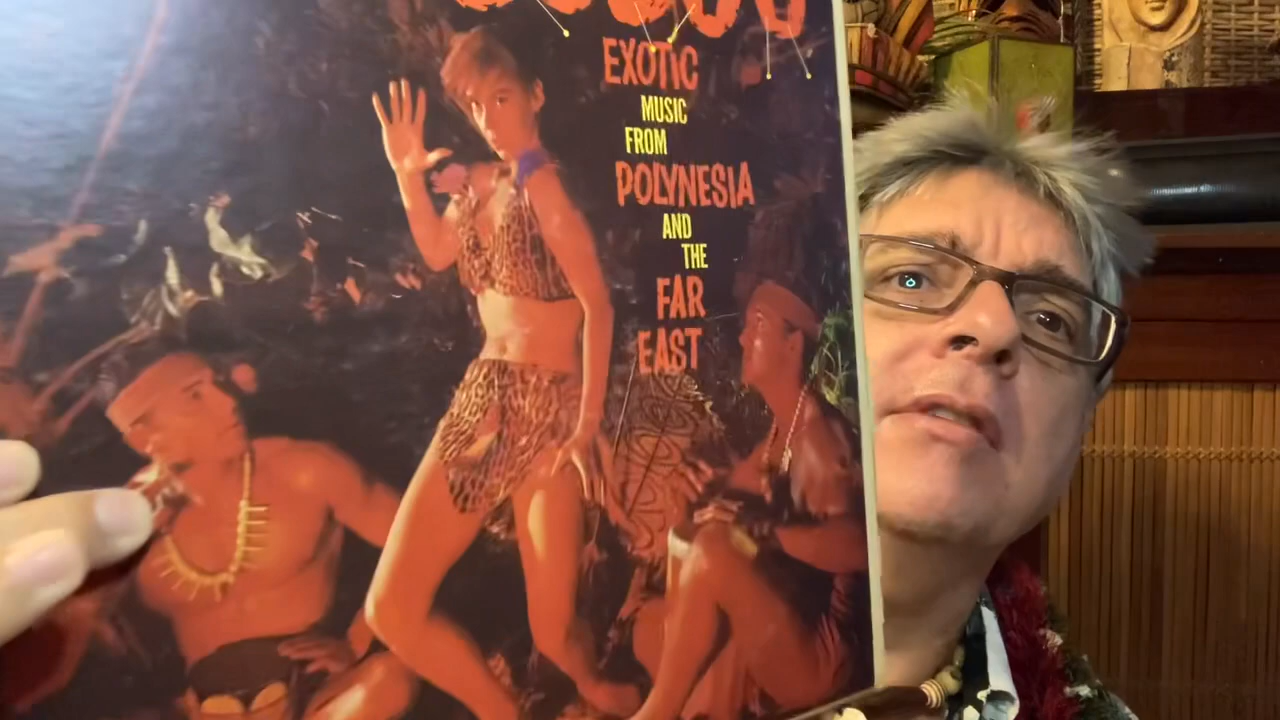 EXOTIC
MUSIC
FROM
POLYNESIA
AND
THE
FAR
EAST